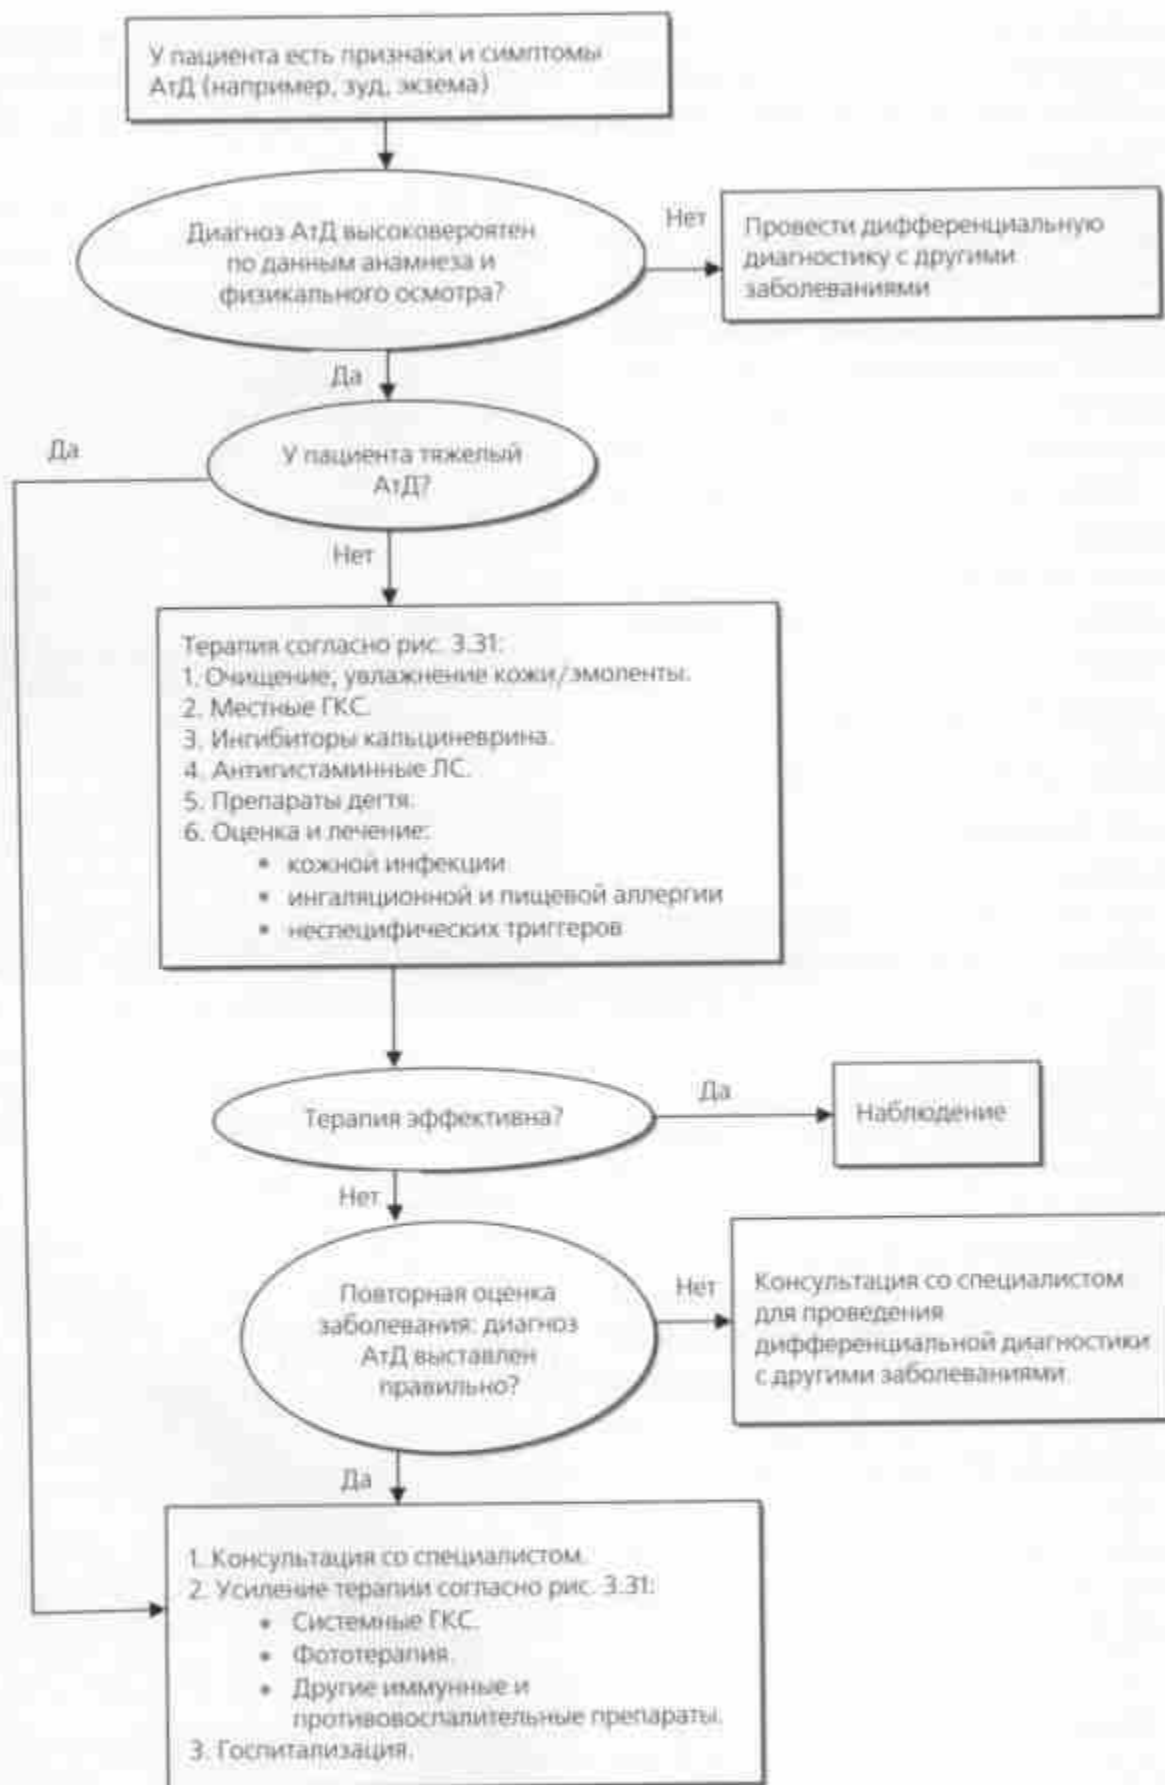 У пациента есть признаки и симптомы
АтД (например, зуд, экзема)
Диагноз АтД высоковероятен
по данным анамнеза и
физикального осмотра?
Нет
Провести дифференциальную
диагностику с другими
заболеваниями
Да
Да
У пациента тяжелый
АтД?
Нет
Терапия согласно рис. 3.31:
1. Очищение, увлажнение кожи/эмоленты.
2. Местные ГКС.
3. Ингибиторы кальциневрина.
4. Антигистаминные ЛС.
5. Препараты дегтя.
6. Оценка и лечение:
• кожной инфекции
• ингаляционной и пищевой аллергии
• неспецифических триггеров
Терапия эффективна?
Да
Наблюдение
Нет
Повторная оценка
заболевания: диагноз
АтД выставлен
правильно?
Нет
Консультация со специалистом
для проведения
дифференциальной диагностики
с другими заболеваниями.
Да
1. Консультация со специалистом.
2. Усиление терапии согласно рис. 3.31:
• Системные ГКС.
• Фототерапия.
• Другие иммунные и
противовоспалительные препараты.
3. Госпитализация.